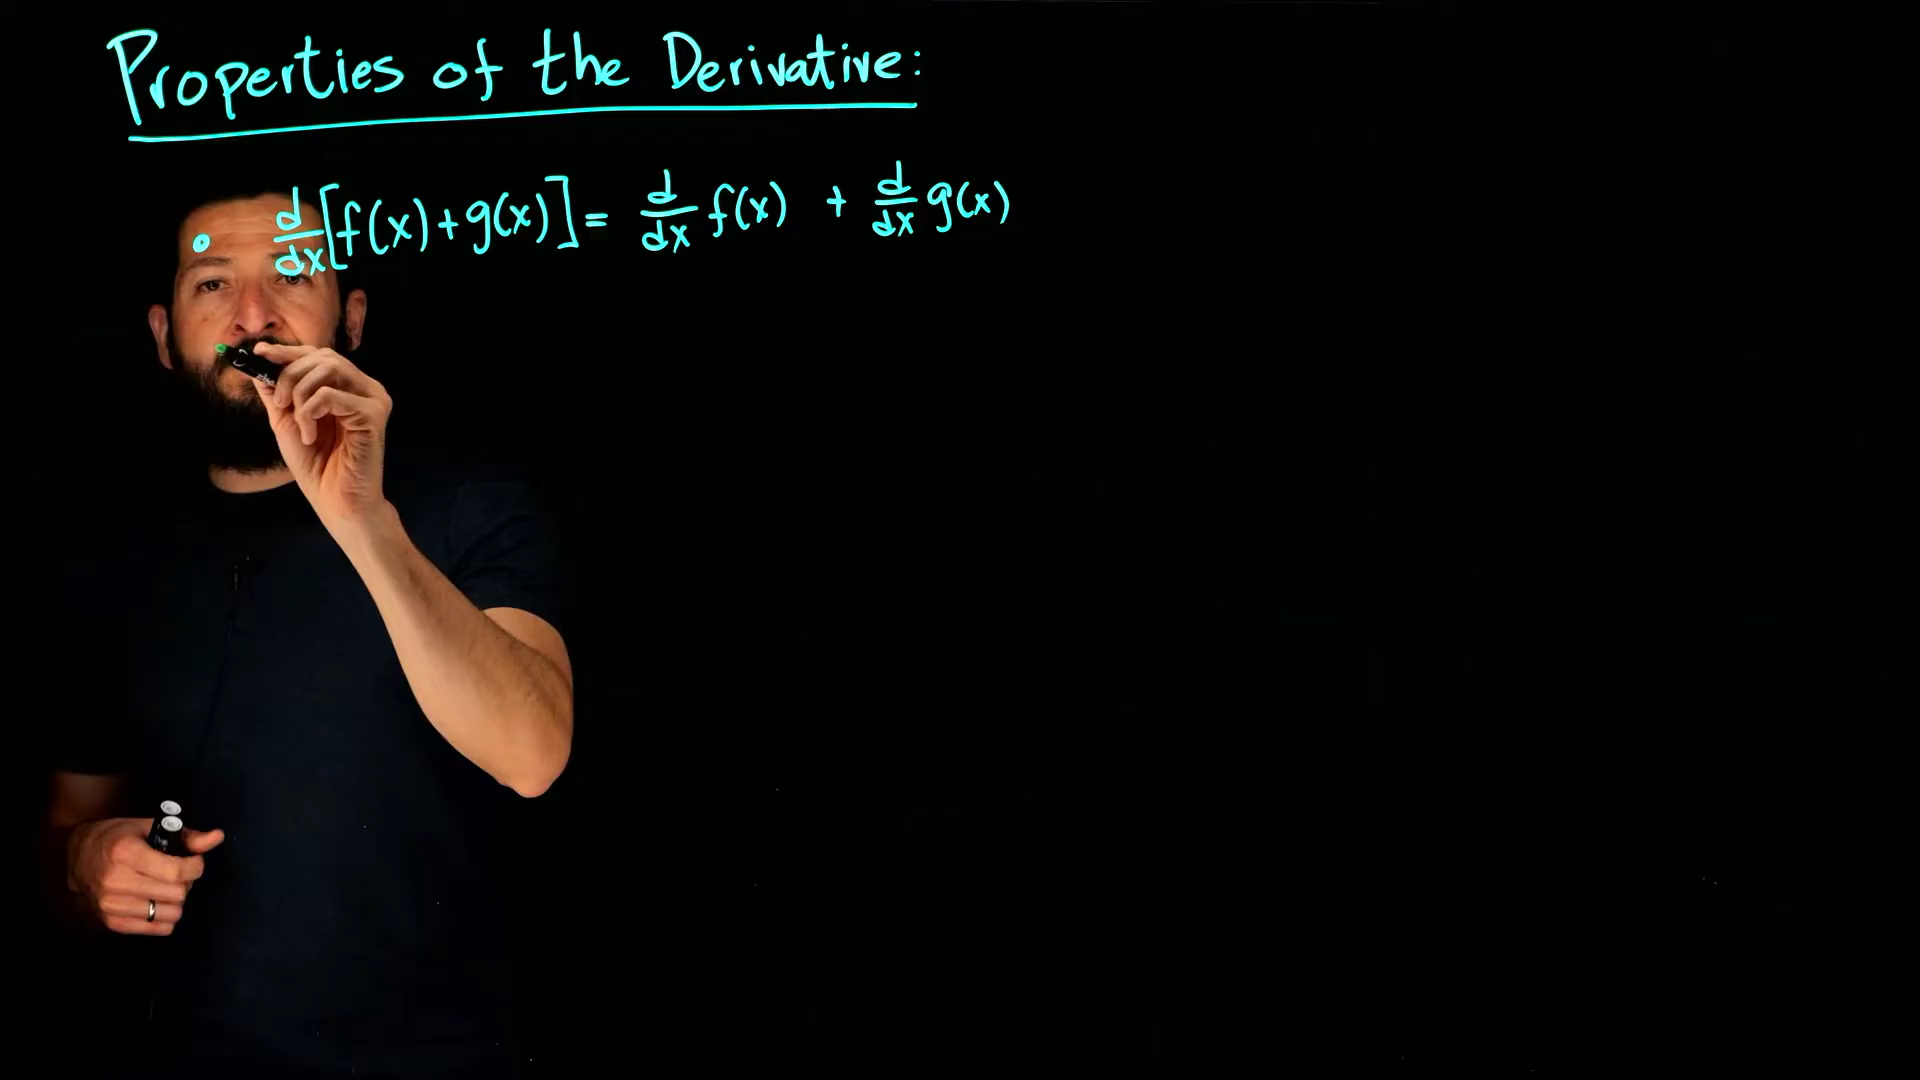 Properties of the Derivative:
• d/dx [f(x)+g(x)] = d/dx f(x) + d/dx g(x)